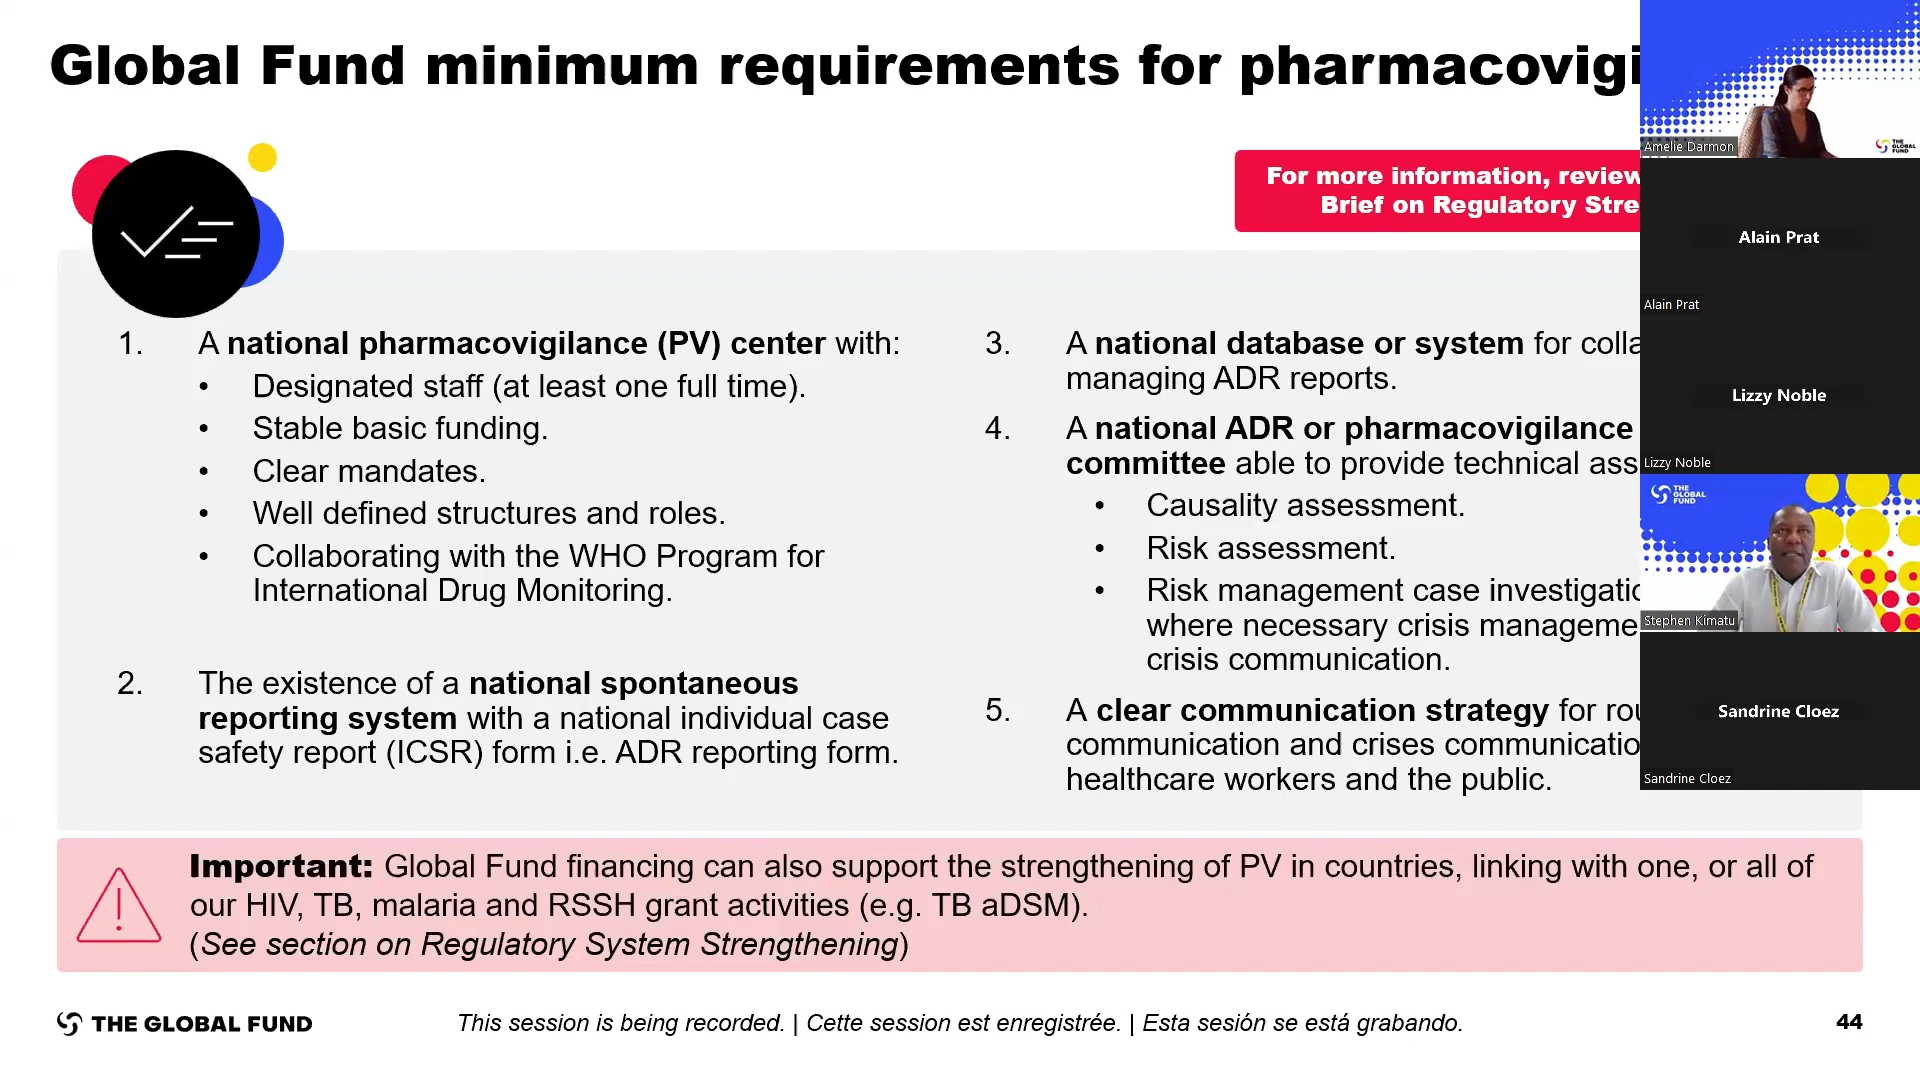 Global Fund minimum requirements for
For more information, review
Brief on Regulatory
1. A national pharmacovigilance (PV) center with:
• Designated staff (at least one full time).
• Stable basic funding.
• Clear mandates.
• Well defined structures and roles.
• Collaborating with the WHO Program for
International Drug Monitoring.
2. The existence of a national spontaneous
reporting system with a national individual case
safety report (ICSR) form i.e. ADR reporting form.
3. A national database or system for
managing ADR reports.
4. A national ADR or pharmacovigilance
committee able to provide technical
• Causality assessment.
• Risk assessment.
• Risk management case
where necessary crisis
crisis communication.
5. A clear communication strategy for
communication and crises
healthcare workers and the public.
Important: Global Fund financing can also support the strengthening of PV in countries, linking with one, or all of
our HIV, TB, malaria and RSSH grant activities (e.g. TB aDSM).
(See section on Regulatory System Strengthening)
THE GLOBAL FUND
This session is being recorded. | Cette session est enregistrée. | Esta sesión se está grabando.
44
THE
GLOBAL
FUND
Amelie Darmon
Alain Prat
Alain Prat
Lizzy Noble
Lizzy Noble
THE
GLOBAL
FUND
Stephen Kimatu
Sandrine Cloez
Sandrine Cloez